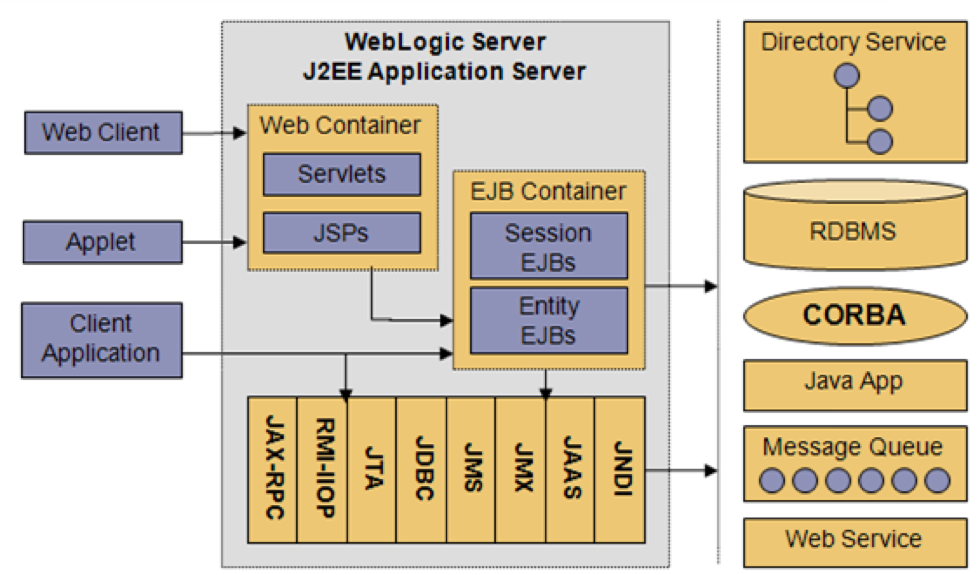 WebLogic Server
J2EE Application Server
Web Client
Applet
Client
Application
Web Container
Servlets
JSPs
EJB Container
Session
EJBs
Entity
EJBs
JAX-RPC
RMI-IIOP
JTA
JDBC
JMS
JMX
JAAS
JNDI
Directory Service
RDBMS
CORBA
Java App
Message Queue
Web Service